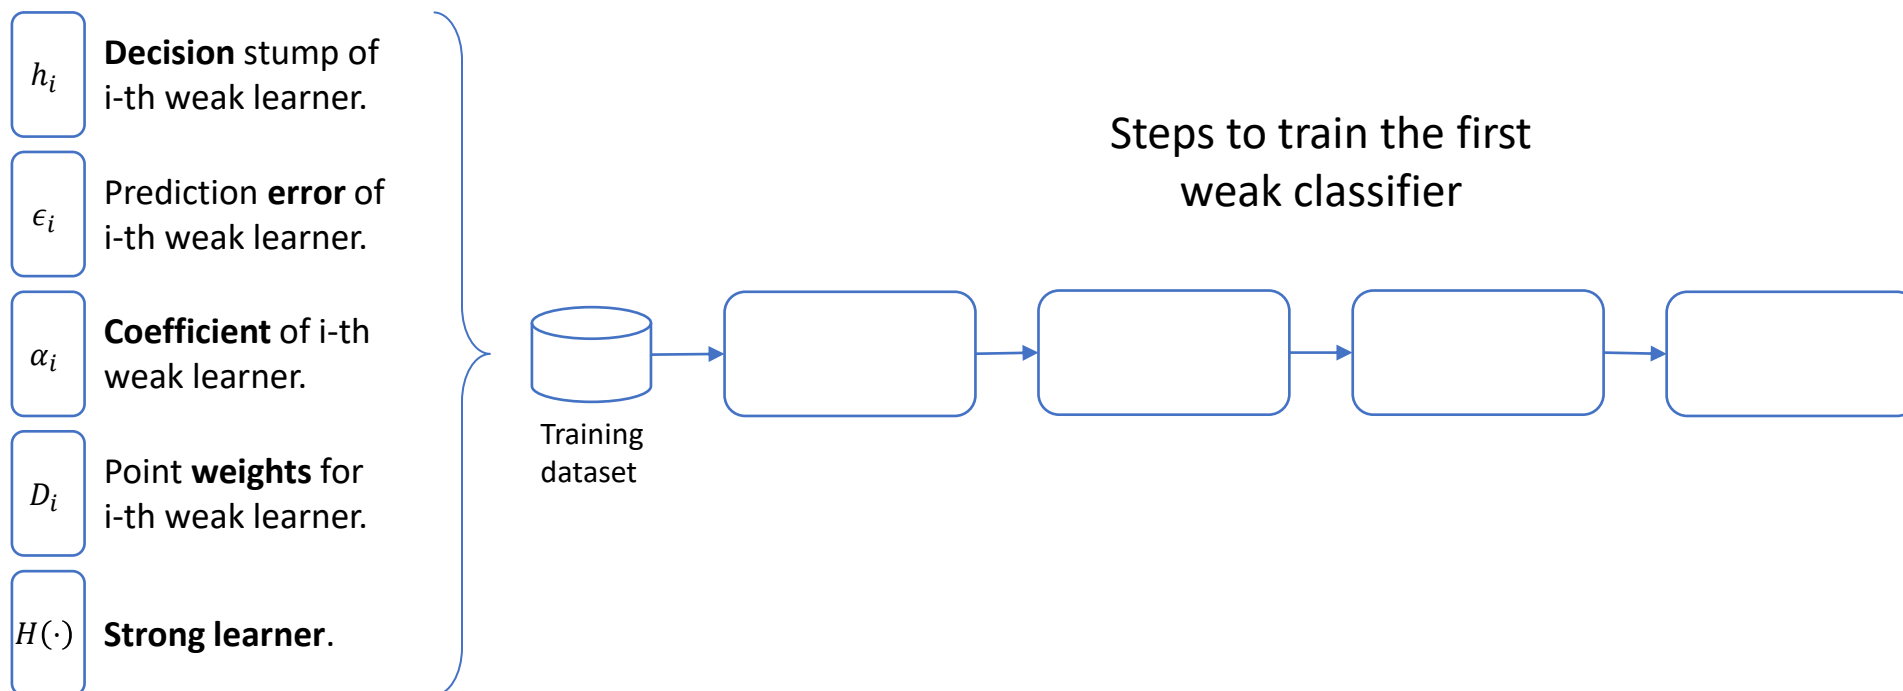 h_i
Decision stump of
i-th weak learner.
ϵ_i
Prediction error of
i-th weak learner.
α_i
Coefficient of i-th
weak learner.
D_i
Point weights for
i-th weak learner.
H(·)
Strong learner.
Steps to train the first
weak classifier
Training
dataset